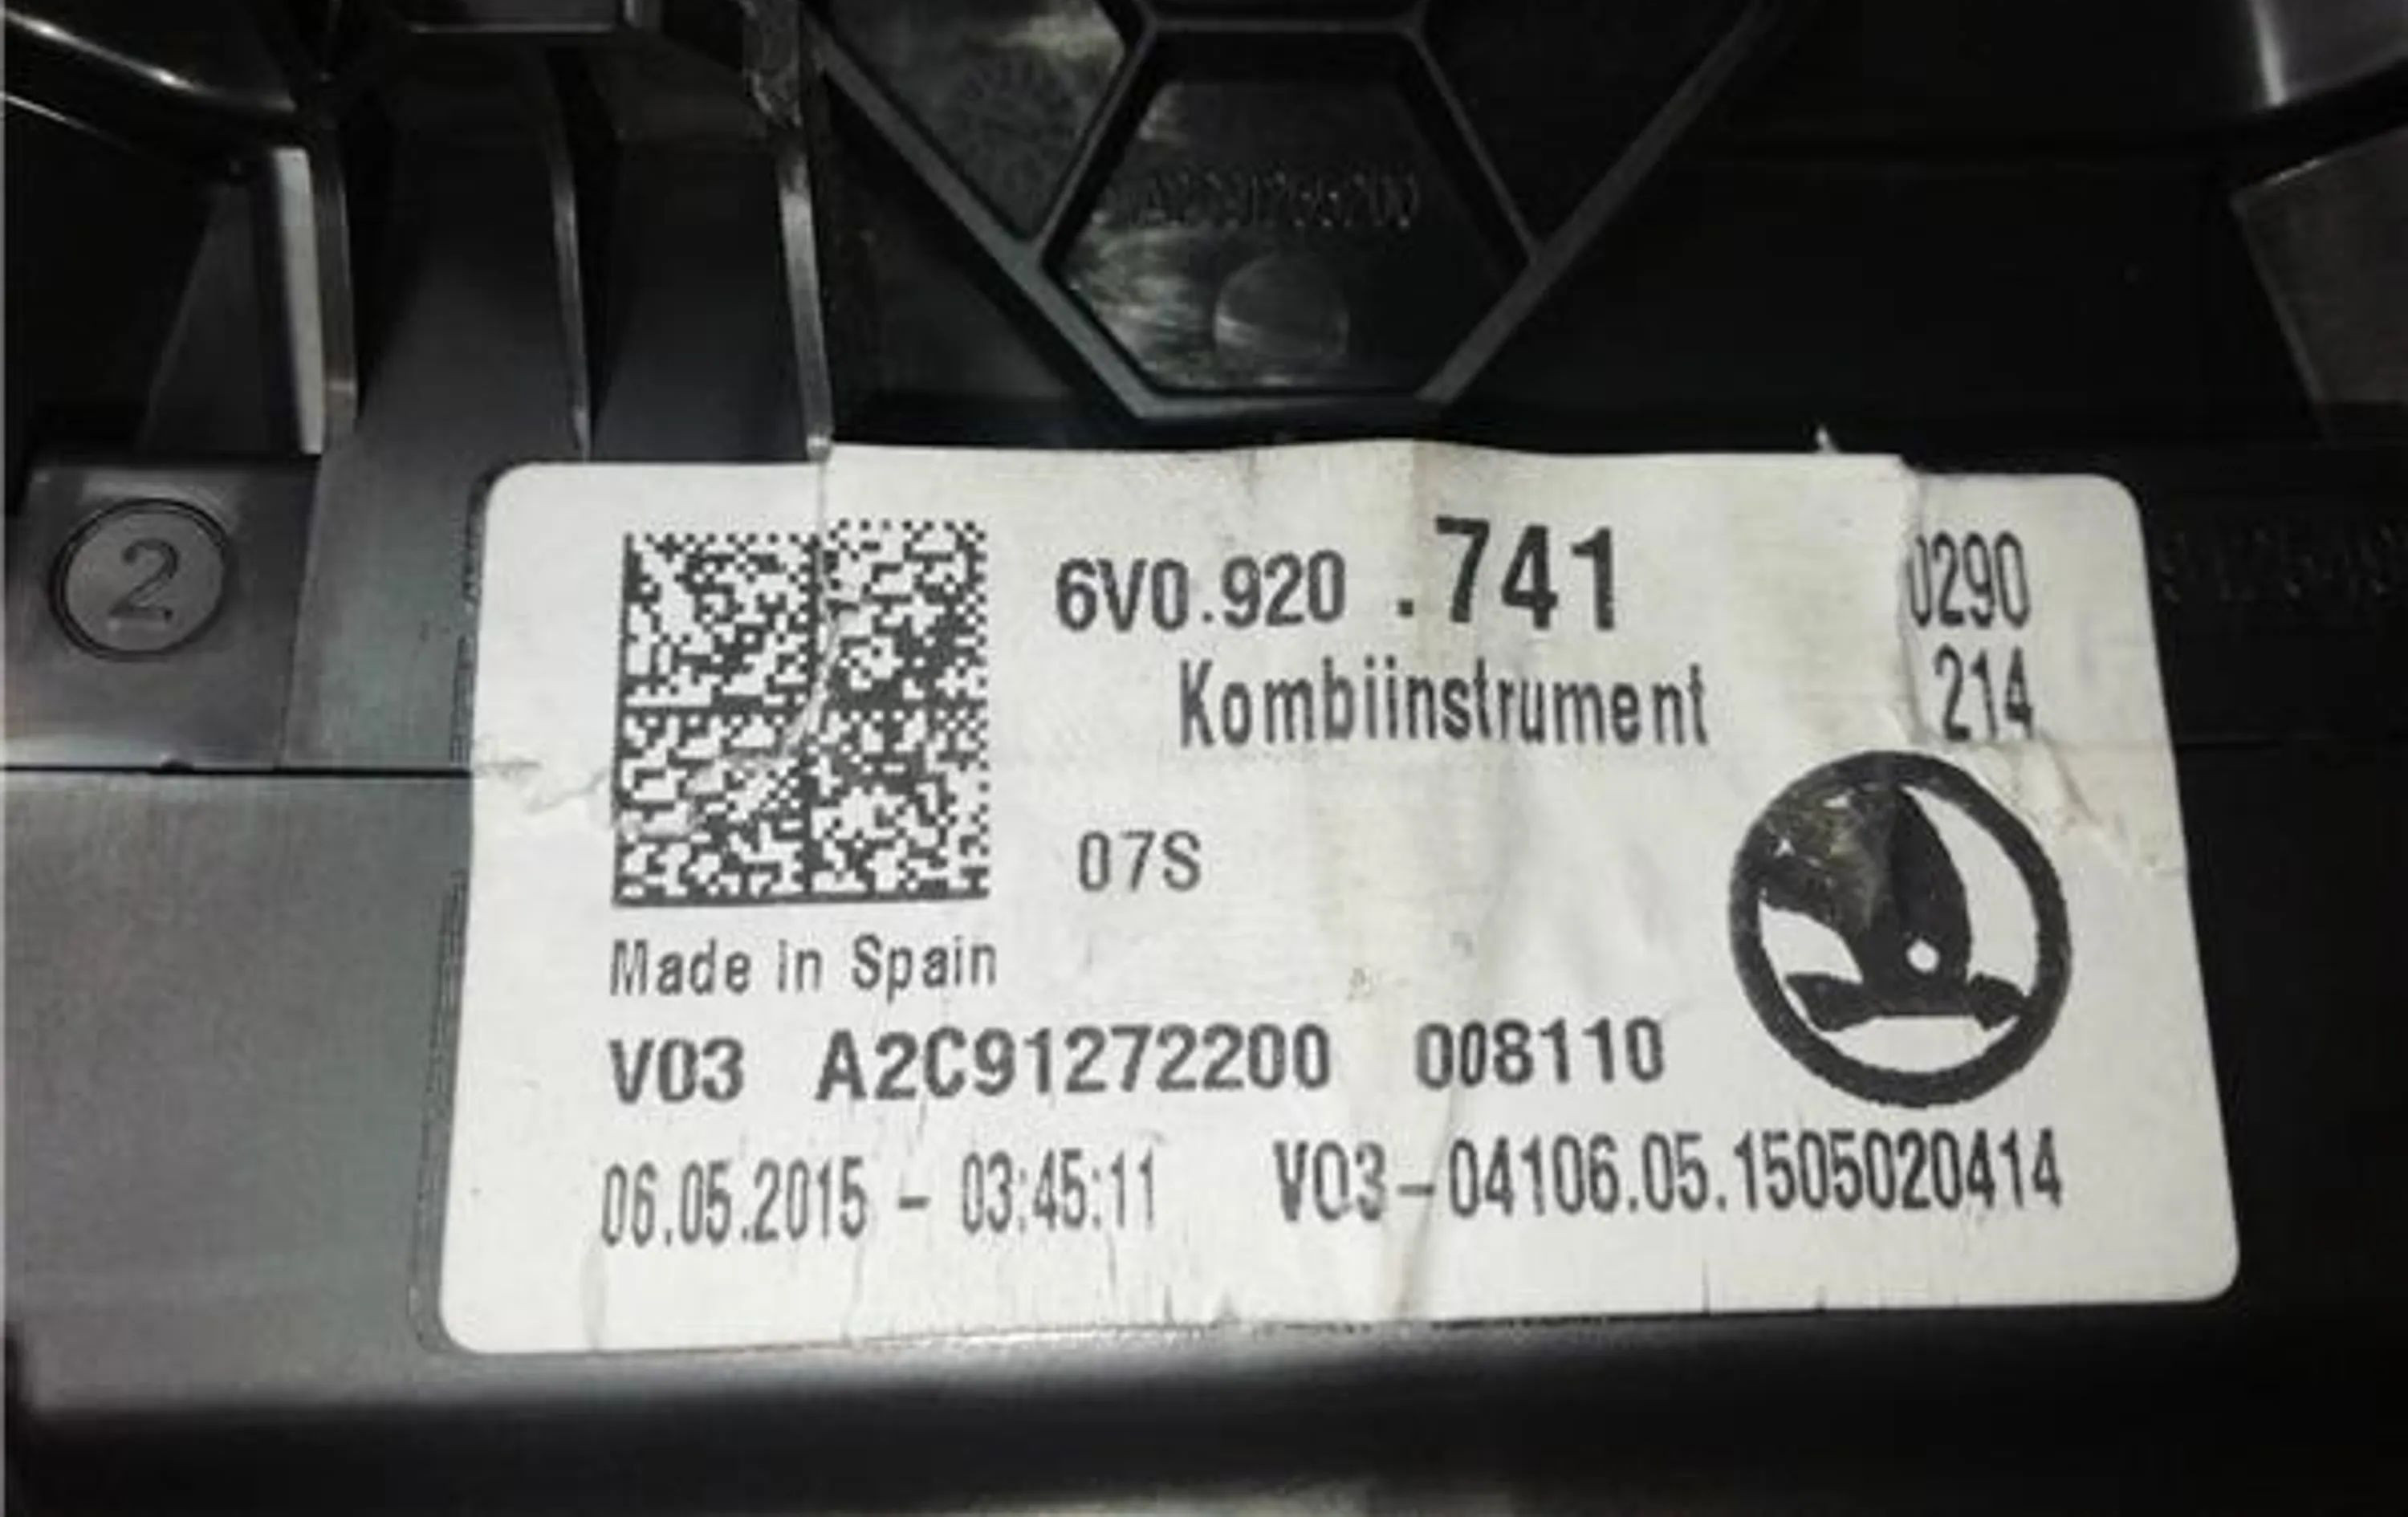 2
6V0.920 .741
0290
Kombiinstrument
214
07S
Made in Spain
V03 A2C91272200 008110
06.05.2015 - 03:45:11 V03-04106.05.1505020414